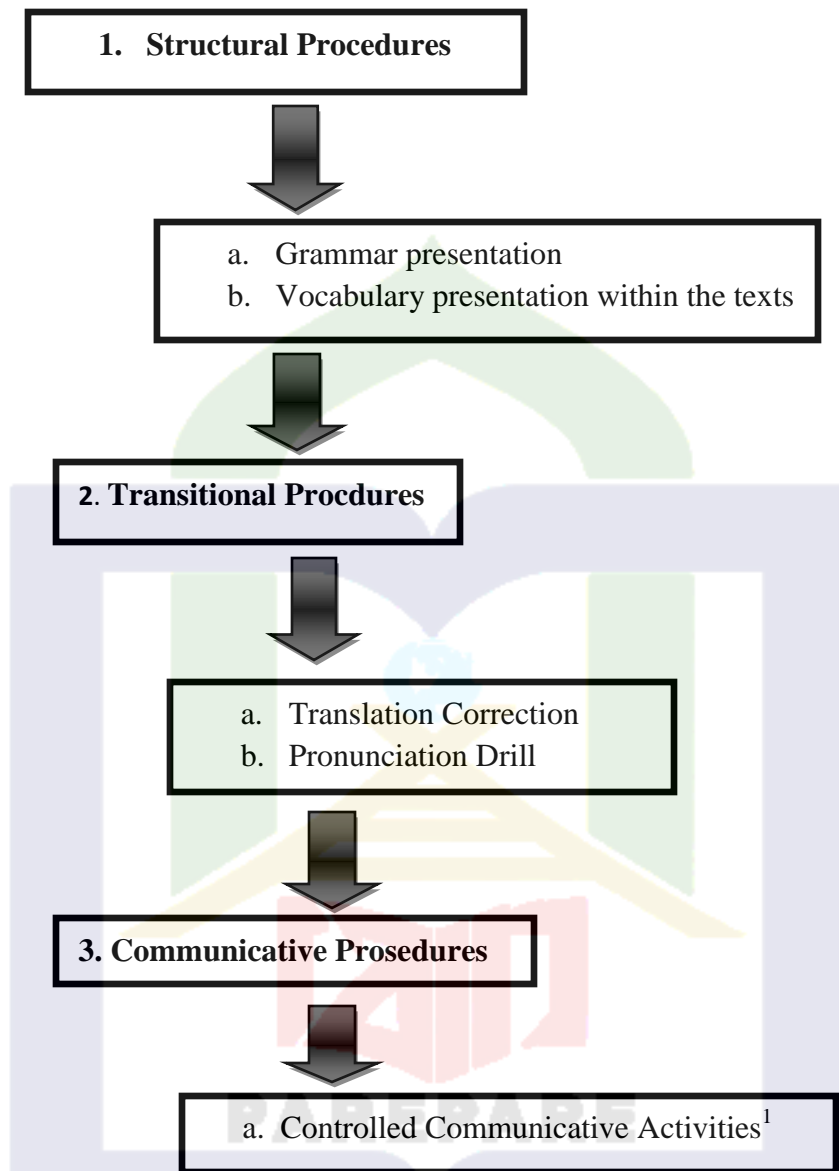 1. Structural Procedures
a. Grammar presentation
b. Vocabulary presentation within the texts
2. Transitional Procdures
a. Translation Correction
b. Pronunciation Drill
3. Communicative Prosedures
PAREPARE
a. Controlled Communicative Activities¹